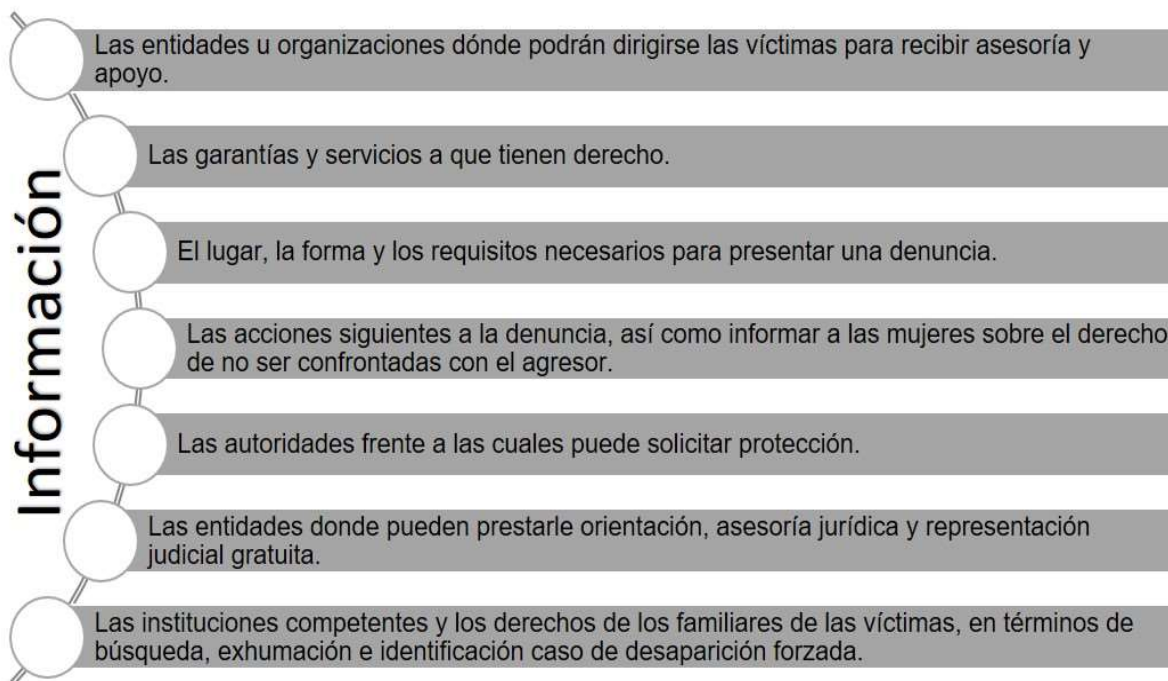 Información
Las entidades u organizaciones dónde podrán dirigirse las víctimas para recibir asesoría y
apoyo.
Las garantías y servicios a que tienen derecho.
El lugar, la forma y los requisitos necesarios para presentar una denuncia.
Las acciones siguientes a la denuncia, así como informar a las mujeres sobre el derecho
de no ser confrontadas con el agresor.
Las autoridades frente a las cuales puede solicitar protección.
Las entidades donde pueden prestarle orientación, asesoría jurídica y representación
judicial gratuita.
Las instituciones competentes y los derechos de los familiares de las víctimas, en términos de
búsqueda, exhumación e identificación caso de desaparición forzada.